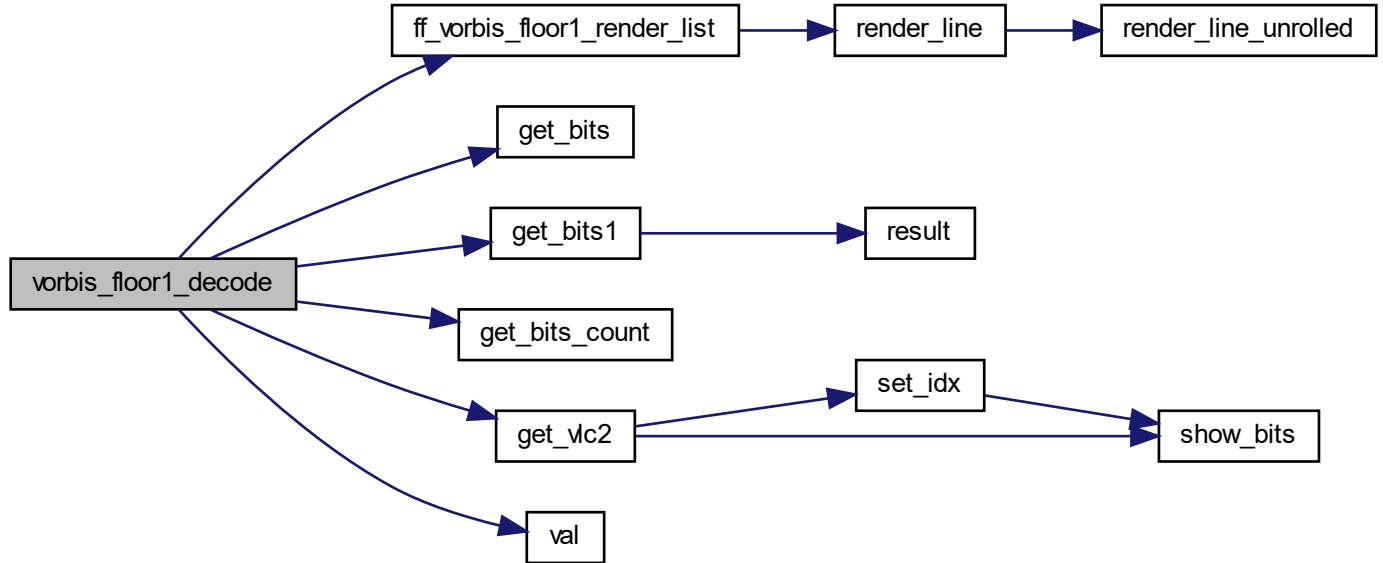 ff_vorbis_floor1_render_list
render_line
render_line_unrolled
get_bits
get_bits1
result
vorbis_floor1_decode
get_bits_count
set_idx
get_vlc2
show_bits
val